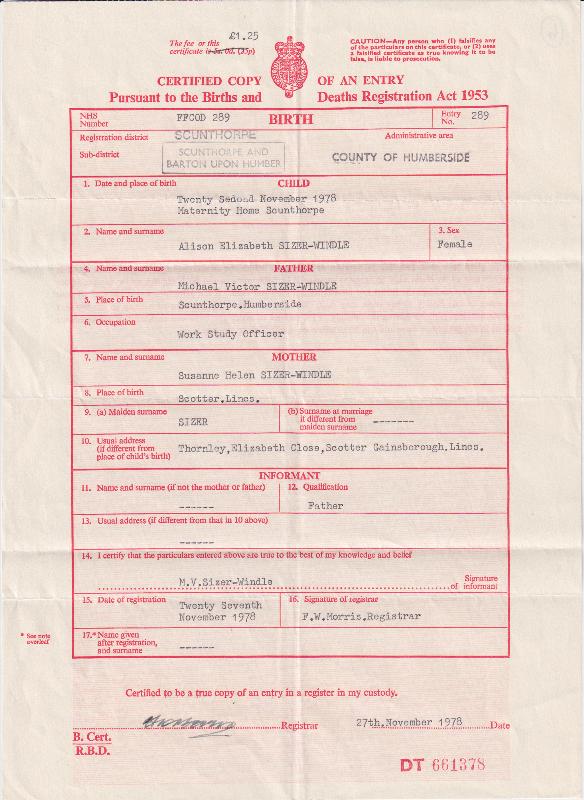 £1.25
The fee for this
certificate is
CAUTION—Any person who (1) falsifies any
of the particulars on this certificate, or (2) uses
a falsified certificate as true knowing it to be
false, is liable to prosecution.
CERTIFIED COPY OF AN ENTRY
Pursuant to the Births and Deaths Registration Act 1953
NHS
Number
FFCOD 289
BIRTH
Entry
No. 289
Registration district SCUNTHORPE
Administrative area
Sub-district
SCUNTHORPE AND
BARTON UPON HUMBER
COUNTY OF HUMBERSIDE
1. Date and place of birth CHILD
Twenty Second November 1978
Maternity Home Scunthorpe
2. Name and surname
Alison Elizabeth SIZER-WINDLE
3. Sex
Female
4. Name and surname FATHER
Michael Victor SIZER-WINDLE
5. Place of birth
Scunthorpe,Humberside
6. Occupation
Work Study Officer
7. Name and surname MOTHER
Susanne Helen SIZER-WINDLE
8. Place of birth
Scotter,Lincs.
9. (a) Maiden surname
SIZER
(b) Surname at marriage
if different from
maiden surname
-------
10. Usual address
(if different from
place of child's birth)
Thornley,Elizabeth Close,Scotter Gainsborough,Lincs.
INFORMANT
11. Name and surname (if not the mother or father)
------
12. Qualification
Father
13. Usual address (if different from that in 10 above)
------
14. I certify that the particulars entered above are true to the best of my knowledge and belief
M.V.Sizer-Windle
Signature
of informant
15. Date of registration
Twenty Seventh
November 1978
16. Signature of registrar
F.W.Morris,Registrar
17.* Name given
after registration,
and surname
------
* See note
overleaf
Certified to be a true copy of an entry in a register in my custody.
Registrar 27th.November 1978 Date
B. Cert.
R.B.D.
DT 661378